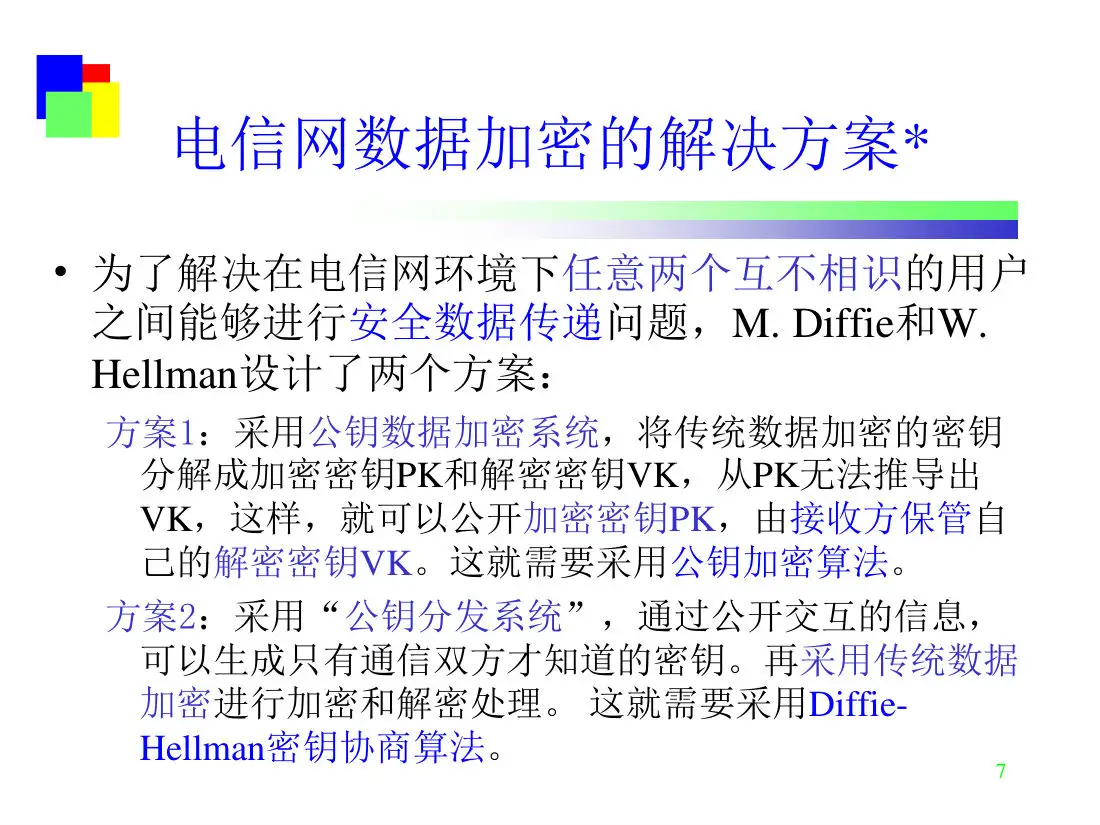 电信网数据加密的解决方案*
• 为了解决在电信网环境下任意两个互不相识的用户
之间能够进行安全数据传递问题，M. Diffie和W.
Hellman设计了两个方案：
方案1：采用公钥数据加密系统，将传统数据加密的密钥
分解成加密密钥PK和解密密钥VK，从PK无法推导出
VK，这样，就可以公开加密密钥PK，由接收方保管自
己的解密密钥VK。这就需要采用公钥加密算法。
方案2：采用“公钥分发系统”，通过公开交互的信息，
可以生成只有通信双方才知道的密钥。再采用传统数据
加密进行加密和解密处理。 这就需要采用Diffie-
Hellman密钥协商算法。
7